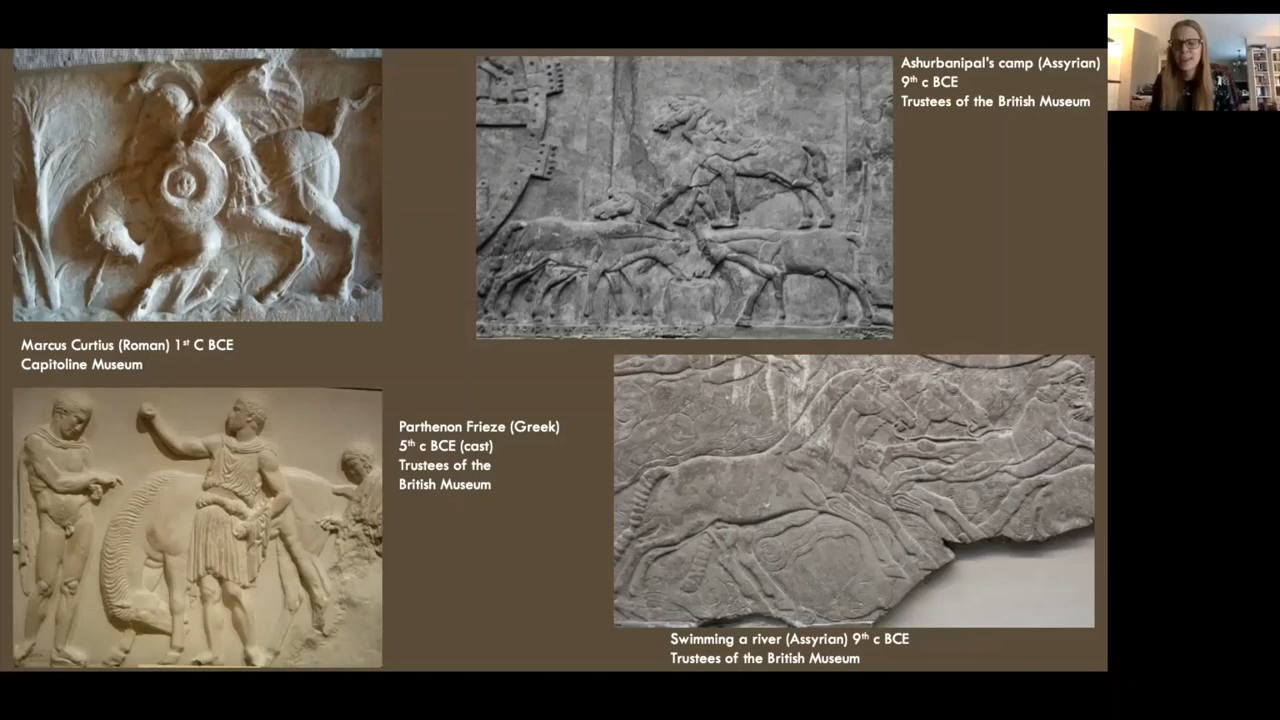 Ashurbanipal's camp (Assyrian)
9th c BCE
Trustees of the British Museum
Marcus Curtius (Roman) 1st C BCE
Capitoline Museum
Parthenon Frieze (Greek)
5th c BCE (cast)
Trustees of the
British Museum
Swimming a river (Assyrian) 9th c BCE
Trustees of the British Museum